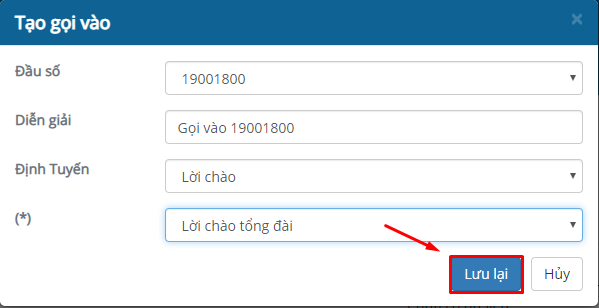 Tạo gọi vào ×
Đầu số 19001800
Diễn giải Gọi vào 19001800
Định Tuyến Lời chào
(*) Lời chào tổng đài
Lưu lại Hủy